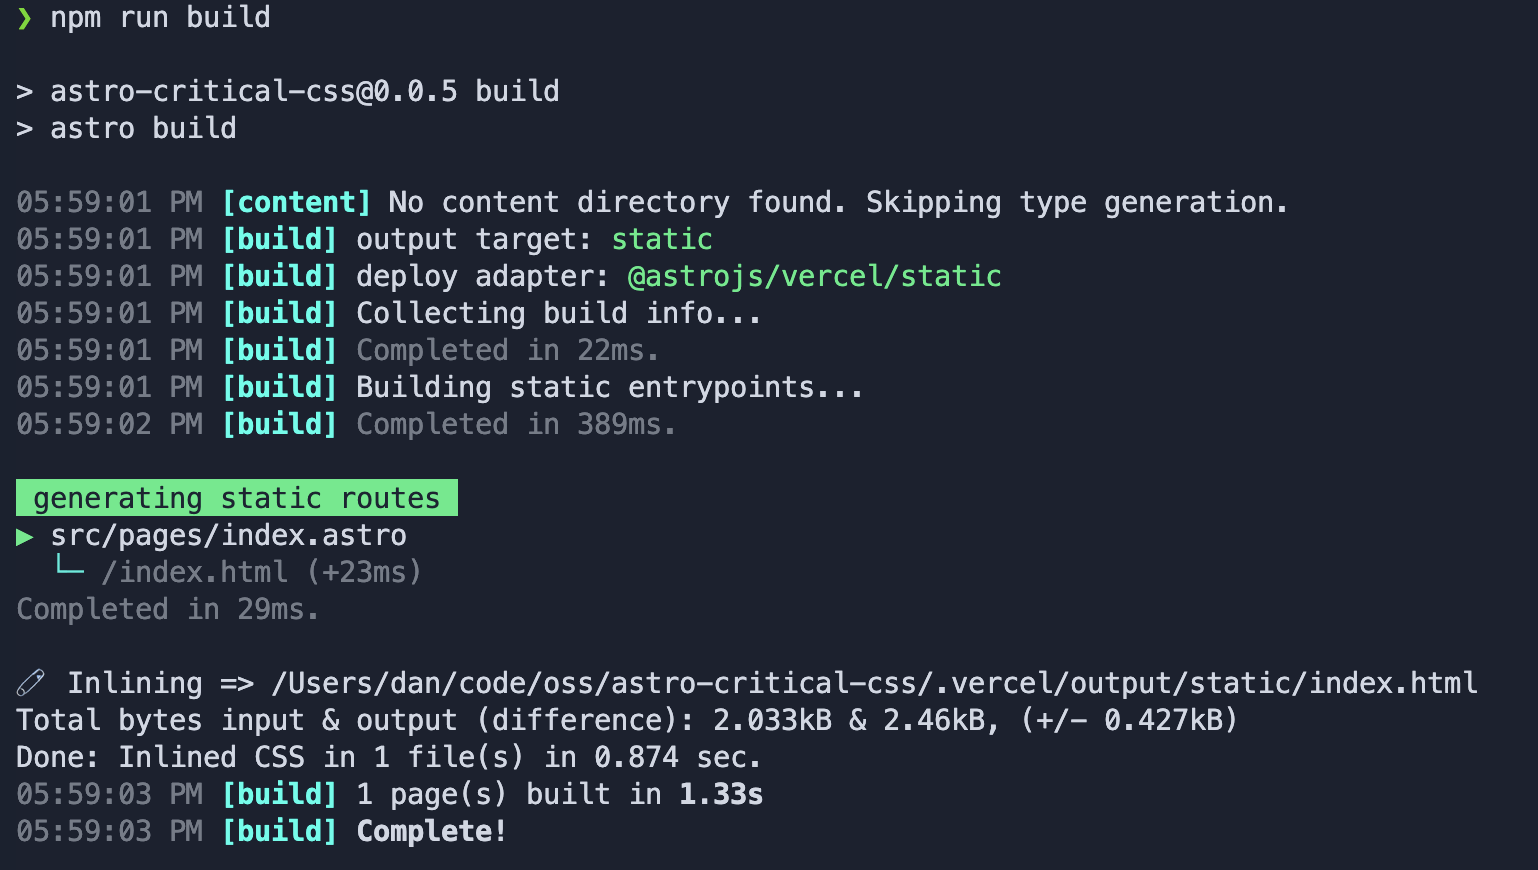 ❯ npm run build
> astro-critical-css@0.0.5 build
> astro build
05:59:01 PM [content] No content directory found. Skipping type generation.
05:59:01 PM [build] output target: static
05:59:01 PM [build] deploy adapter: @astrojs/vercel/static
05:59:01 PM [build] Collecting build info...
05:59:01 PM [build] Completed in 22ms.
05:59:01 PM [build] Building static entrypoints...
05:59:02 PM [build] Completed in 389ms.
generating static routes
▶ src/pages/index.astro
└─ /index.html (+23ms)
Completed in 29ms.
Inlining => /Users/dan/code/oss/astro-critical-css/.vercel/output/static/index.html
Total bytes input & output (difference): 2.033kB & 2.46kB, (+/- 0.427kB)
Done: Inlined CSS in 1 file(s) in 0.874 sec.
05:59:03 PM [build] 1 page(s) built in 1.33s
05:59:03 PM [build] Complete!